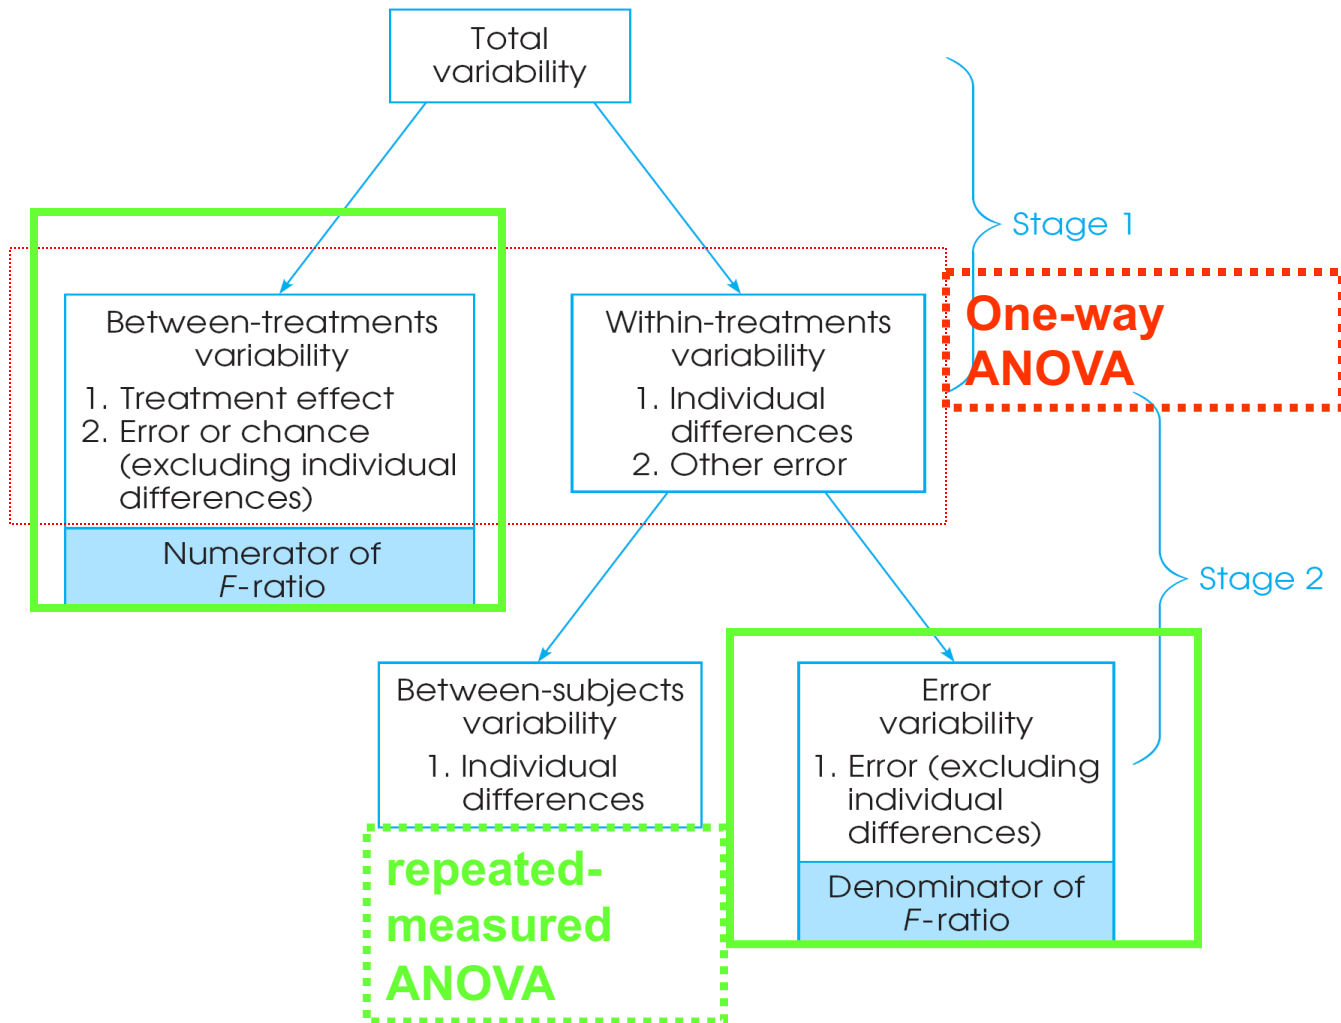 Total
variability
Stage 1
Between-treatments
variability
1. Treatment effect
2. Error or chance
(excluding individual
differences)
Numerator of
F-ratio
Within-treatments
variability
1. Individual
differences
2. Other error
One-way
ANOVA
Stage 2
Between-subjects
variability
1. Individual
differences
repeated-
measured
ANOVA
Error
variability
1. Error (excluding
individual
differences)
Denominator of
F-ratio